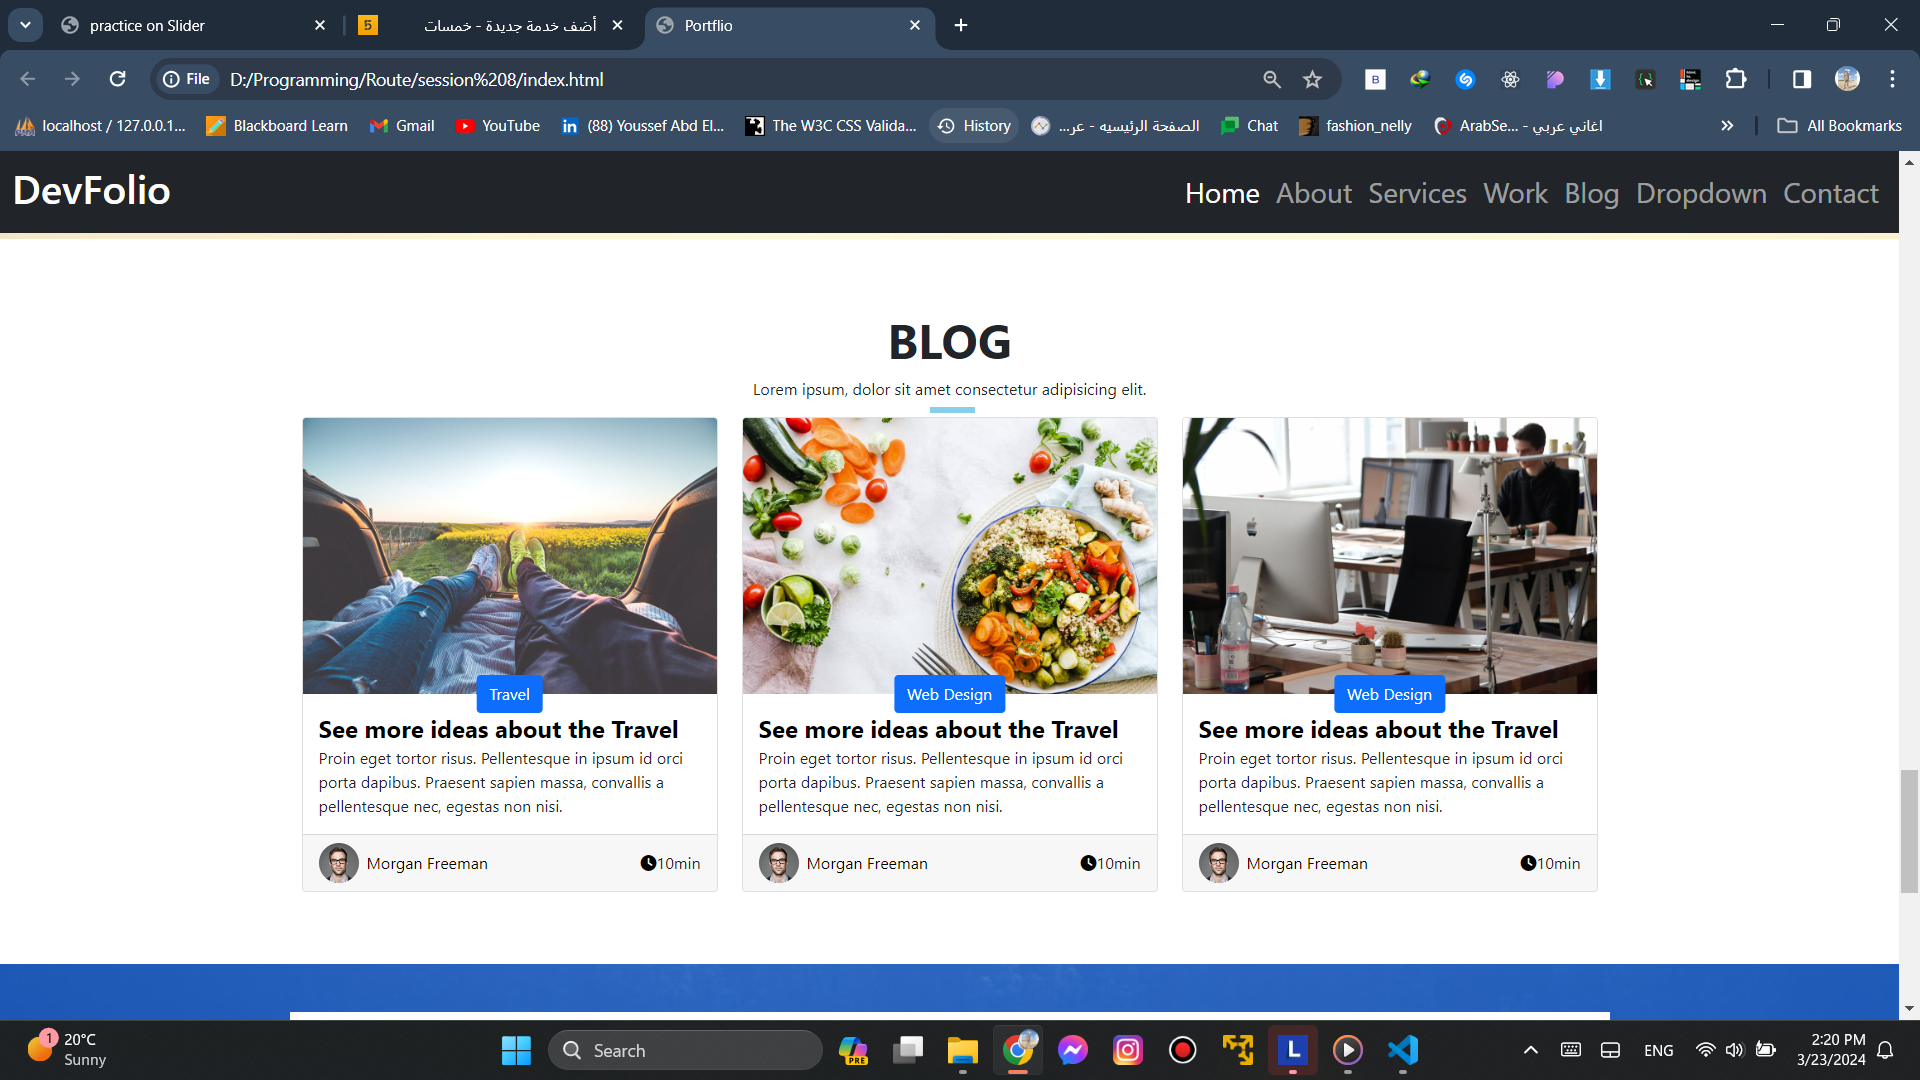 practice on Slider
5
أضف خدمة جديدة - خمسات
Portflio
File
D:/Programming/Route/session%208/index.html
B
localhost / 127.0.0.1...
Blackboard Learn
Gmail
YouTube
in
(88) Youssef Abd El...
The W3C CSS Valida...
History
الصفحة الرئيسيه - عر...
Chat
fashion_nelly
اغاني عربي - ArabSe...
All Bookmarks
DevFolio
Home
About
Services
Work
Blog
Dropdown
Contact
BLOG
Lorem ipsum, dolor sit amet consectetur adipisicing elit.
Travel
See more ideas about the Travel
Proin eget tortor risus. Pellentesque in ipsum id orci
porta dapibus. Praesent sapien massa, convallis a
pellentesque nec, egestas non nisi.
Morgan Freeman
10min
Web Design
See more ideas about the Travel
Proin eget tortor risus. Pellentesque in ipsum id orci
porta dapibus. Praesent sapien massa, convallis a
pellentesque nec, egestas non nisi.
Morgan Freeman
10min
Web Design
See more ideas about the Travel
Proin eget tortor risus. Pellentesque in ipsum id orci
porta dapibus. Praesent sapien massa, convallis a
pellentesque nec, egestas non nisi.
Morgan Freeman
10min
1
20°C
Sunny
Search
PRE
L
ENG
2:20 PM
3/23/2024